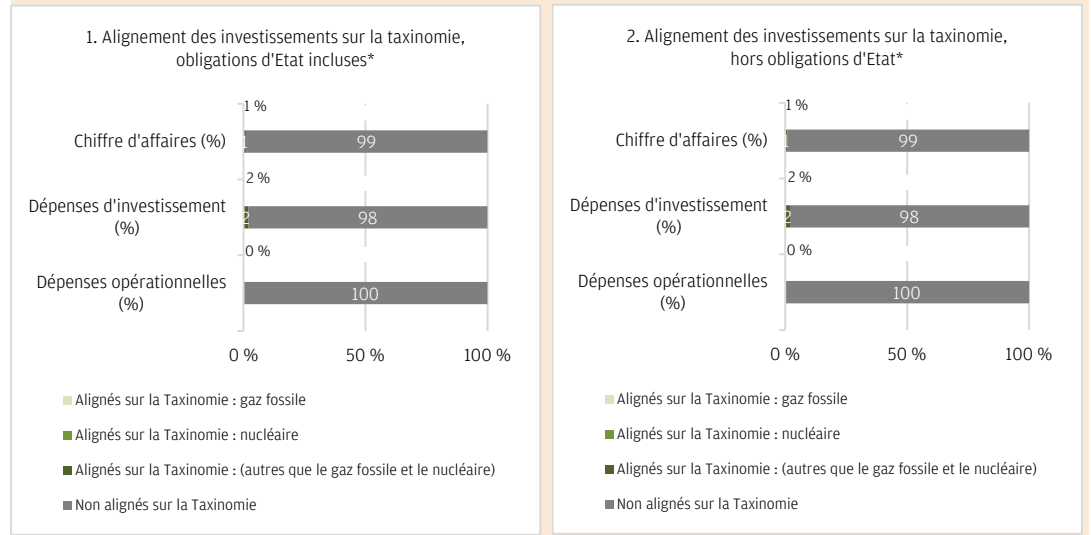 1. Alignement des investissements sur la taxinomie,
obligations d'Etat incluses*
1 %
Chiffre d'affaires (%)
1
99
2 %
Dépenses d'investissement
(%)
2
98
0 %
Dépenses opérationnelles
(%)
100
0 %
50 %
100 %
Alignés sur la Taxinomie : gaz fossile
Alignés sur la Taxinomie : nucléaire
Alignés sur la Taxinomie : (autres que le gaz fossile et le nucléaire)
Non alignés sur la Taxinomie
2. Alignement des investissements sur la taxinomie,
hors obligations d'Etat*
1 %
Chiffre d'affaires (%)
1
99
2 %
Dépenses d'investissement
(%)
2
98
0 %
Dépenses opérationnelles
(%)
100
0 %
50 %
100 %
Alignés sur la Taxinomie : gaz fossile
Alignés sur la Taxinomie : nucléaire
Alignés sur la Taxinomie : (autres que le gaz fossile et le nucléaire)
Non alignés sur la Taxinomie